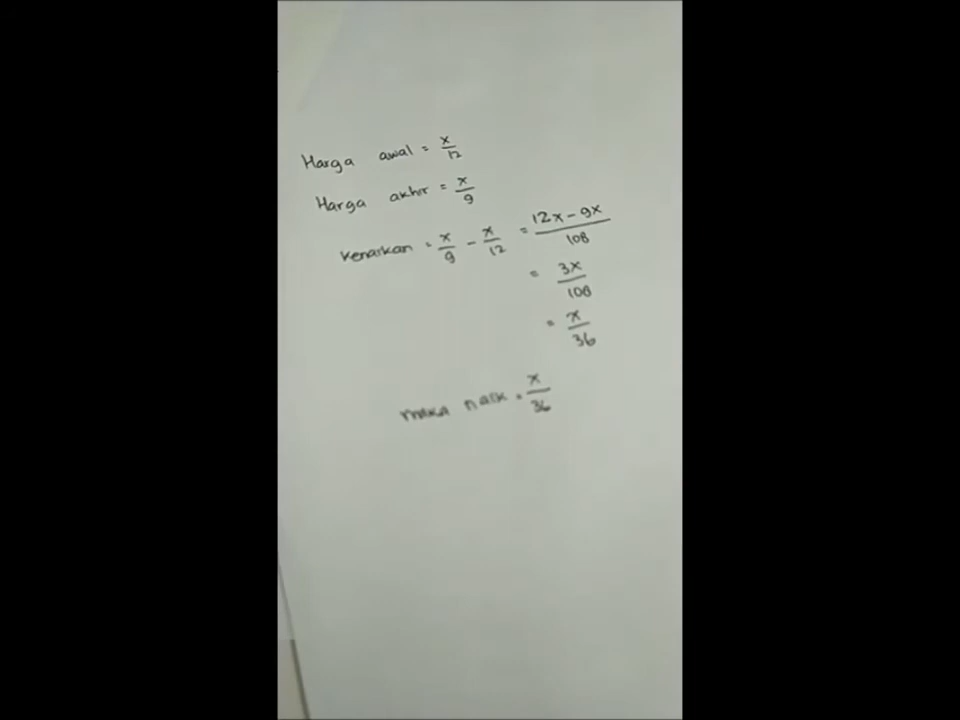 Harga awal = x/12
Harga akhir = x/9
Kenaikan = x/9 - x/12 = 12x - 9x/108
= 3x/108
= x/36
maka naik = x/36